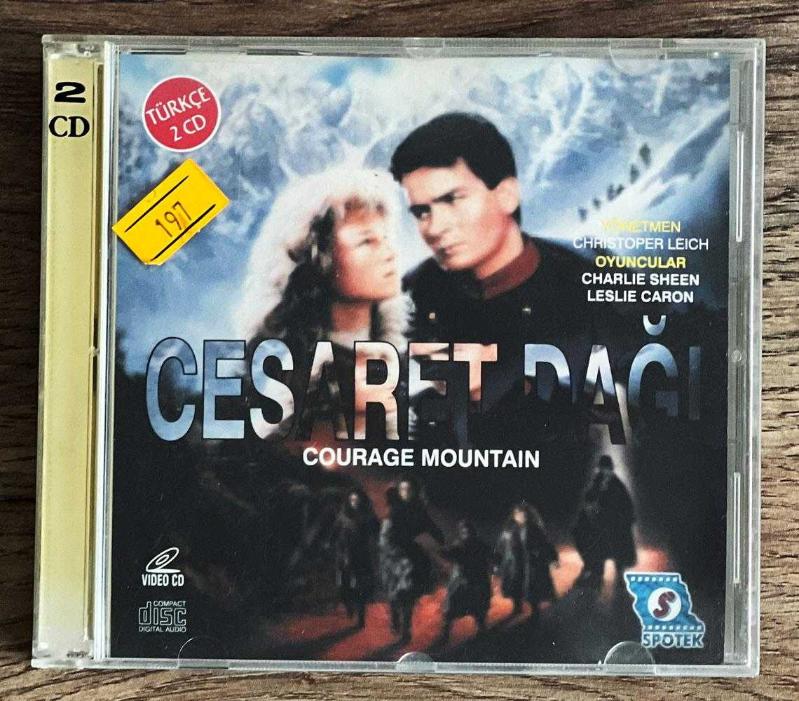 2
CD
TÜRKÇE
2 CD
197
YÖNETMEN
CHRISTOPER LEICH
OYUNCULAR
CHARLIE SHEEN
LESLIE CARON
CESARET DAĞI
COURAGE MOUNTAIN
VIDEO CD
COMPACT
disc
DIGITAL AUDIO
S
SPOTEK